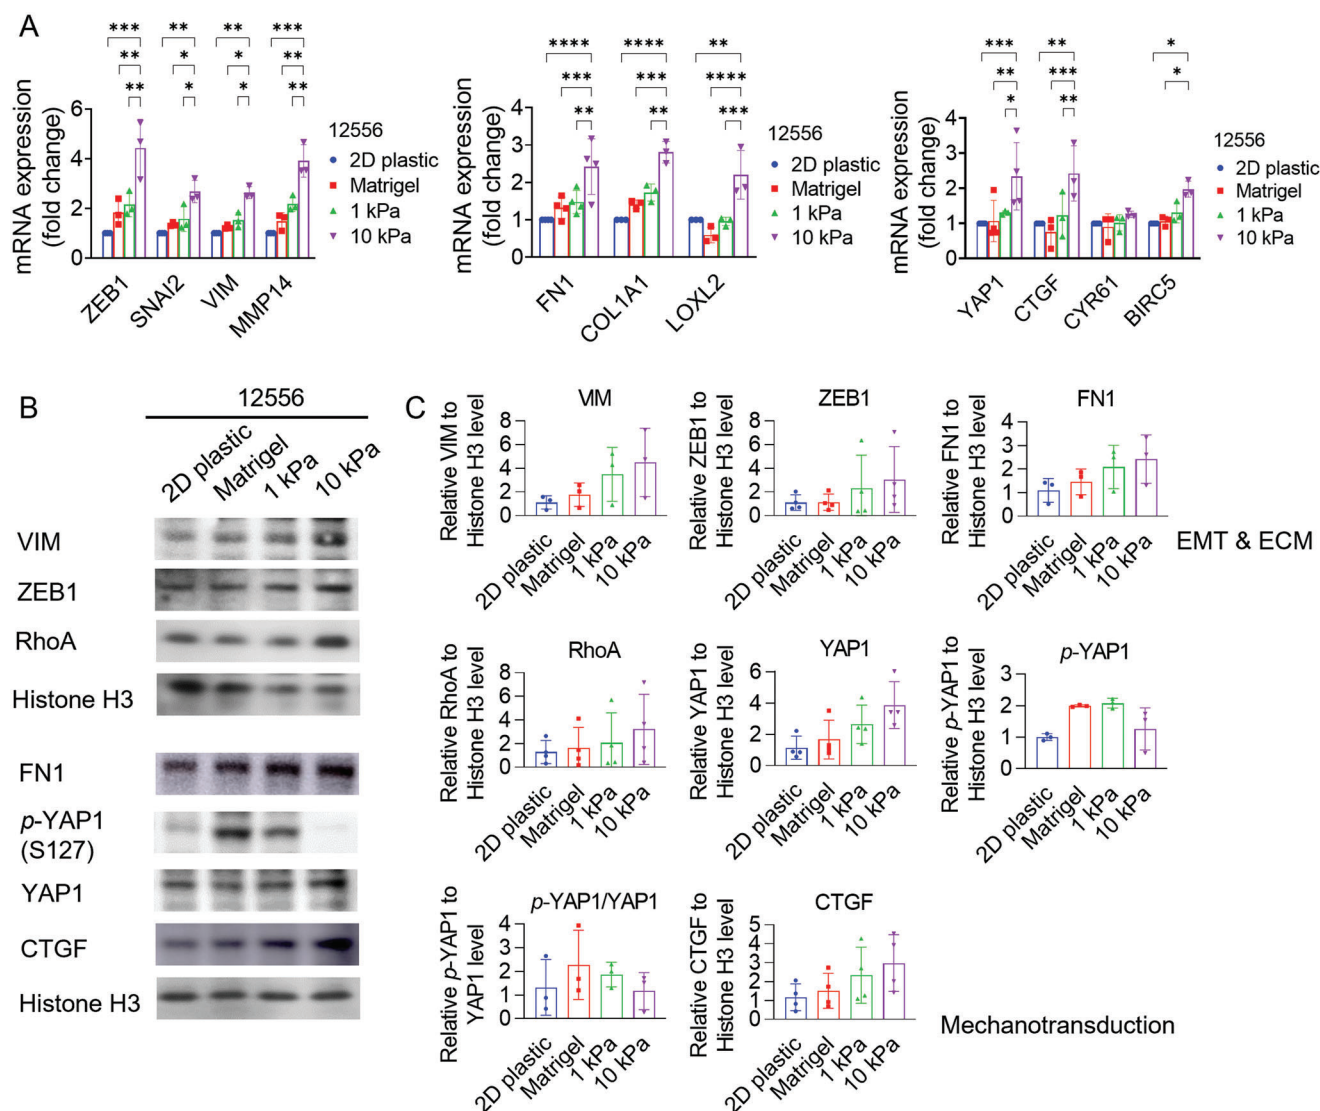 A
mRNA expression
(fold change)
6
4
2
0
*** ** ** ***
** * * **
** * * **
ZEB1
SNAI2
VIM
MMP14
12556
2D plastic
Matrigel
1 kPa
10 kPa
mRNA expression
(fold change)
4
3
2
1
0
**** **** **
*** *** ****
** ** ***
FN1
COL1A1
LOXL2
12556
2D plastic
Matrigel
1 kPa
10 kPa
mRNA expression
(fold change)
4
3
2
1
0
*** ** *
** *** *
* **
YAP1
CTGF
CYR61
BIRC5
12556
2D plastic
Matrigel
1 kPa
10 kPa
B
12556
2D plastic
Matrigel
1 kPa
10 kPa
VIM
ZEB1
RhoA
Histone H3
FN1
p-YAP1
(S127)
YAP1
CTGF
Histone H3
C
VIM
Relative VIM to
Histone H3 level
8
6
4
2
0
2D plastic
Matrigel
1 kPa
10 kPa
ZEB1
Relative ZEB1 to
Histone H3 level
8
6
4
2
0
2D plastic
Matrigel
1 kPa
10 kPa
FN1
Relative FN1 to
Histone H3 level
4
3
2
1
0
2D plastic
Matrigel
1 kPa
10 kPa
EMT & ECM
RhoA
Relative RhoA to
Histone H3 level
8
6
4
2
0
2D plastic
Matrigel
1 kPa
10 kPa
YAP1
Relative YAP1 to
Histone H3 level
8
6
4
2
0
2D plastic
Matrigel
1 kPa
10 kPa
p-YAP1
Relative p-YAP1 to
Histone H3 level
3
2
1
0
2D plastic
Matrigel
1 kPa
10 kPa
p-YAP1/YAP1
Relative p-YAP1 to
YAP1 level
4
3
2
1
0
2D plastic
Matrigel
1 kPa
10 kPa
CTGF
Relative CTGF to
Histone H3 level
5
4
3
2
1
0
2D plastic
Matrigel
1 kPa
10 kPa
Mechanotransduction